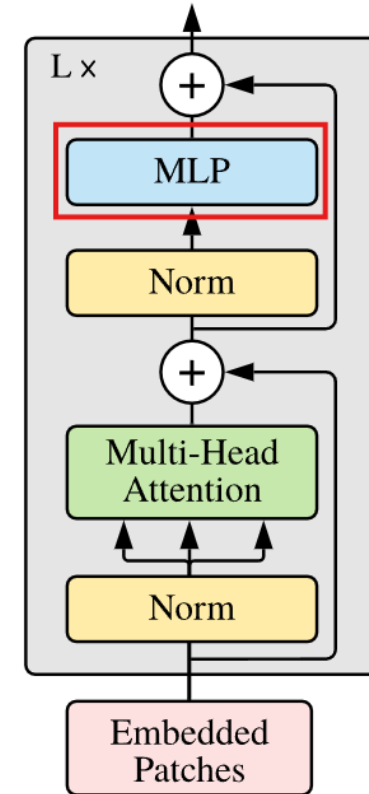 L ×
+
MLP
Norm
+
Multi-Head
Attention
Norm
Embedded
Patches